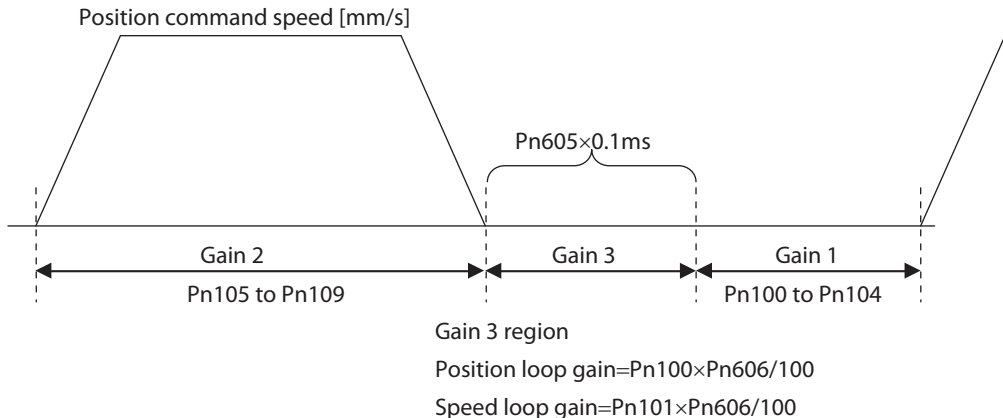 Position command speed [mm/s]
Pn605×0.1ms
Gain 2
Gain 3
Gain 1
Pn105 to Pn109
Pn100 to Pn104
Gain 3 region
Position loop gain=Pn100×Pn606/100
Speed loop gain=Pn101×Pn606/100